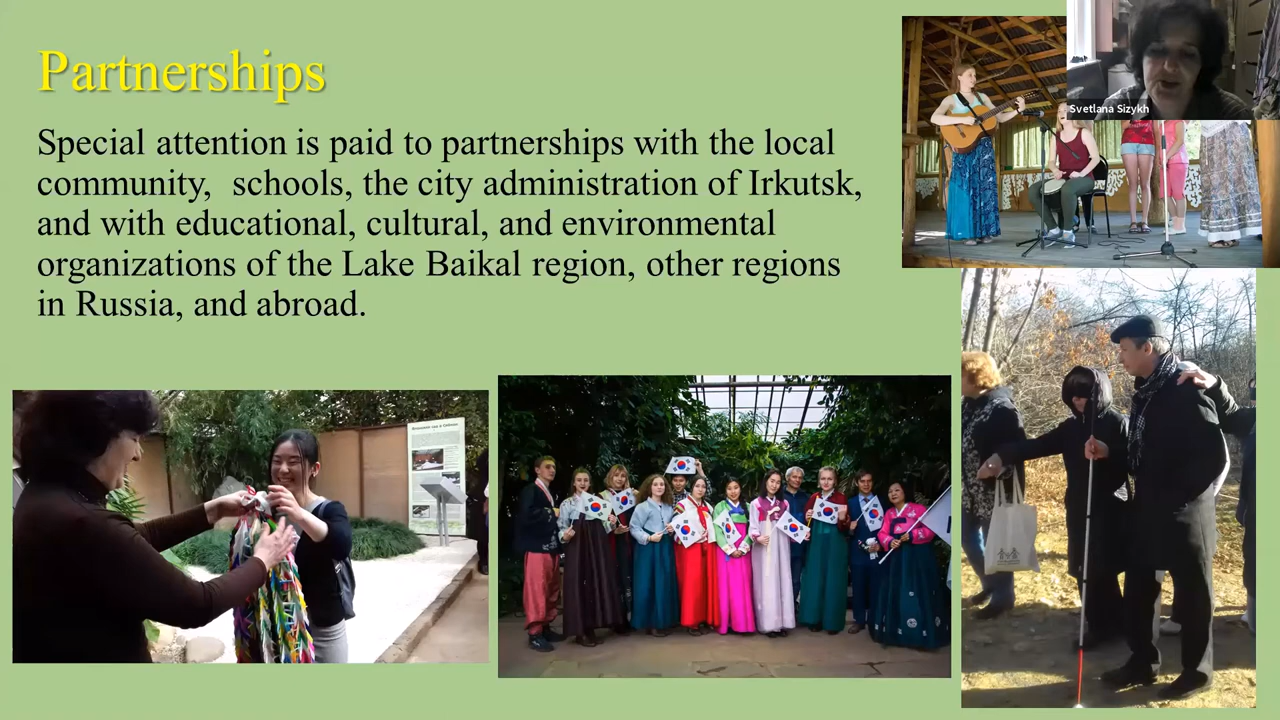 Partnerships
Svetlana Sizykh
Special attention is paid to partnerships with the local
community, schools, the city administration of Irkutsk,
and with educational, cultural, and environmental
organizations of the Lake Baikal region, other regions
in Russia, and abroad.